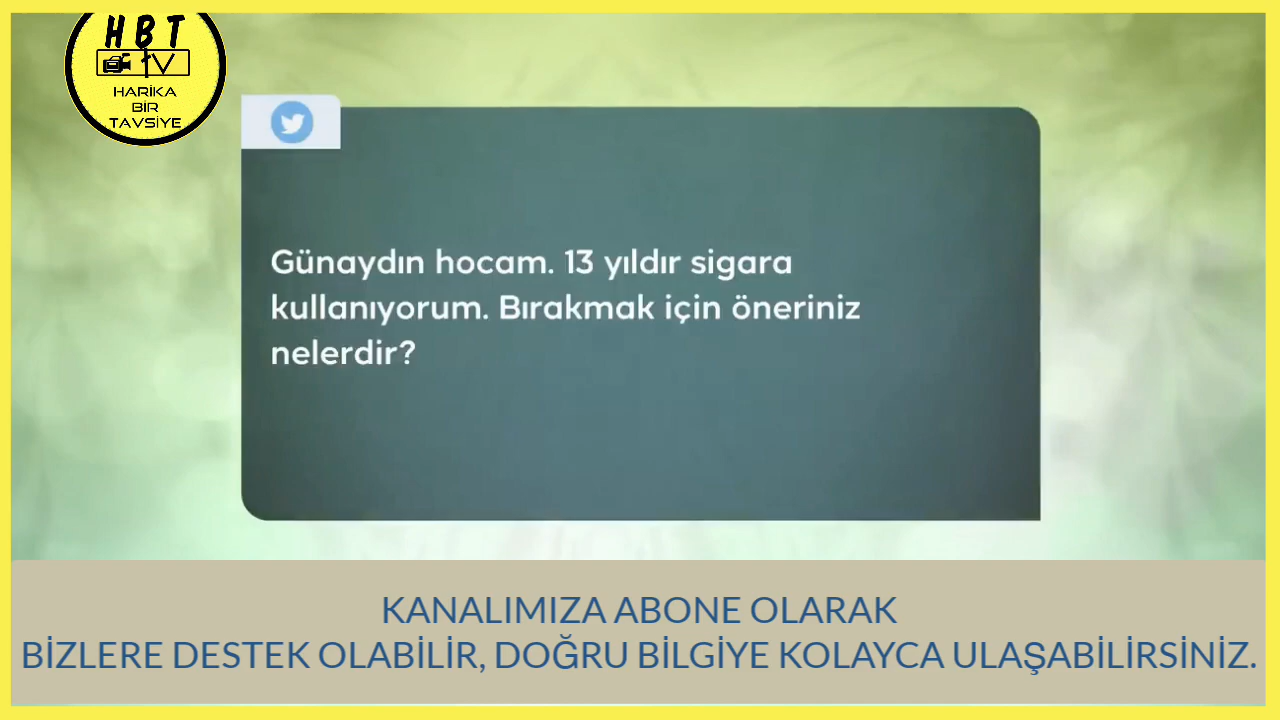 HBT
TV
HARİKA
BİR
TAVSİYE
Günaydın hocam. 13 yıldır sigara
kullanıyorum. Bırakmak için öneriniz
nelerdir?
KANALIMIZA ABONE OLARAK
BİZLERE DESTEK OLABİLİR, DOĞRU BİLGİYE KOLAYCA ULAŞABİLİRSİNİZ.